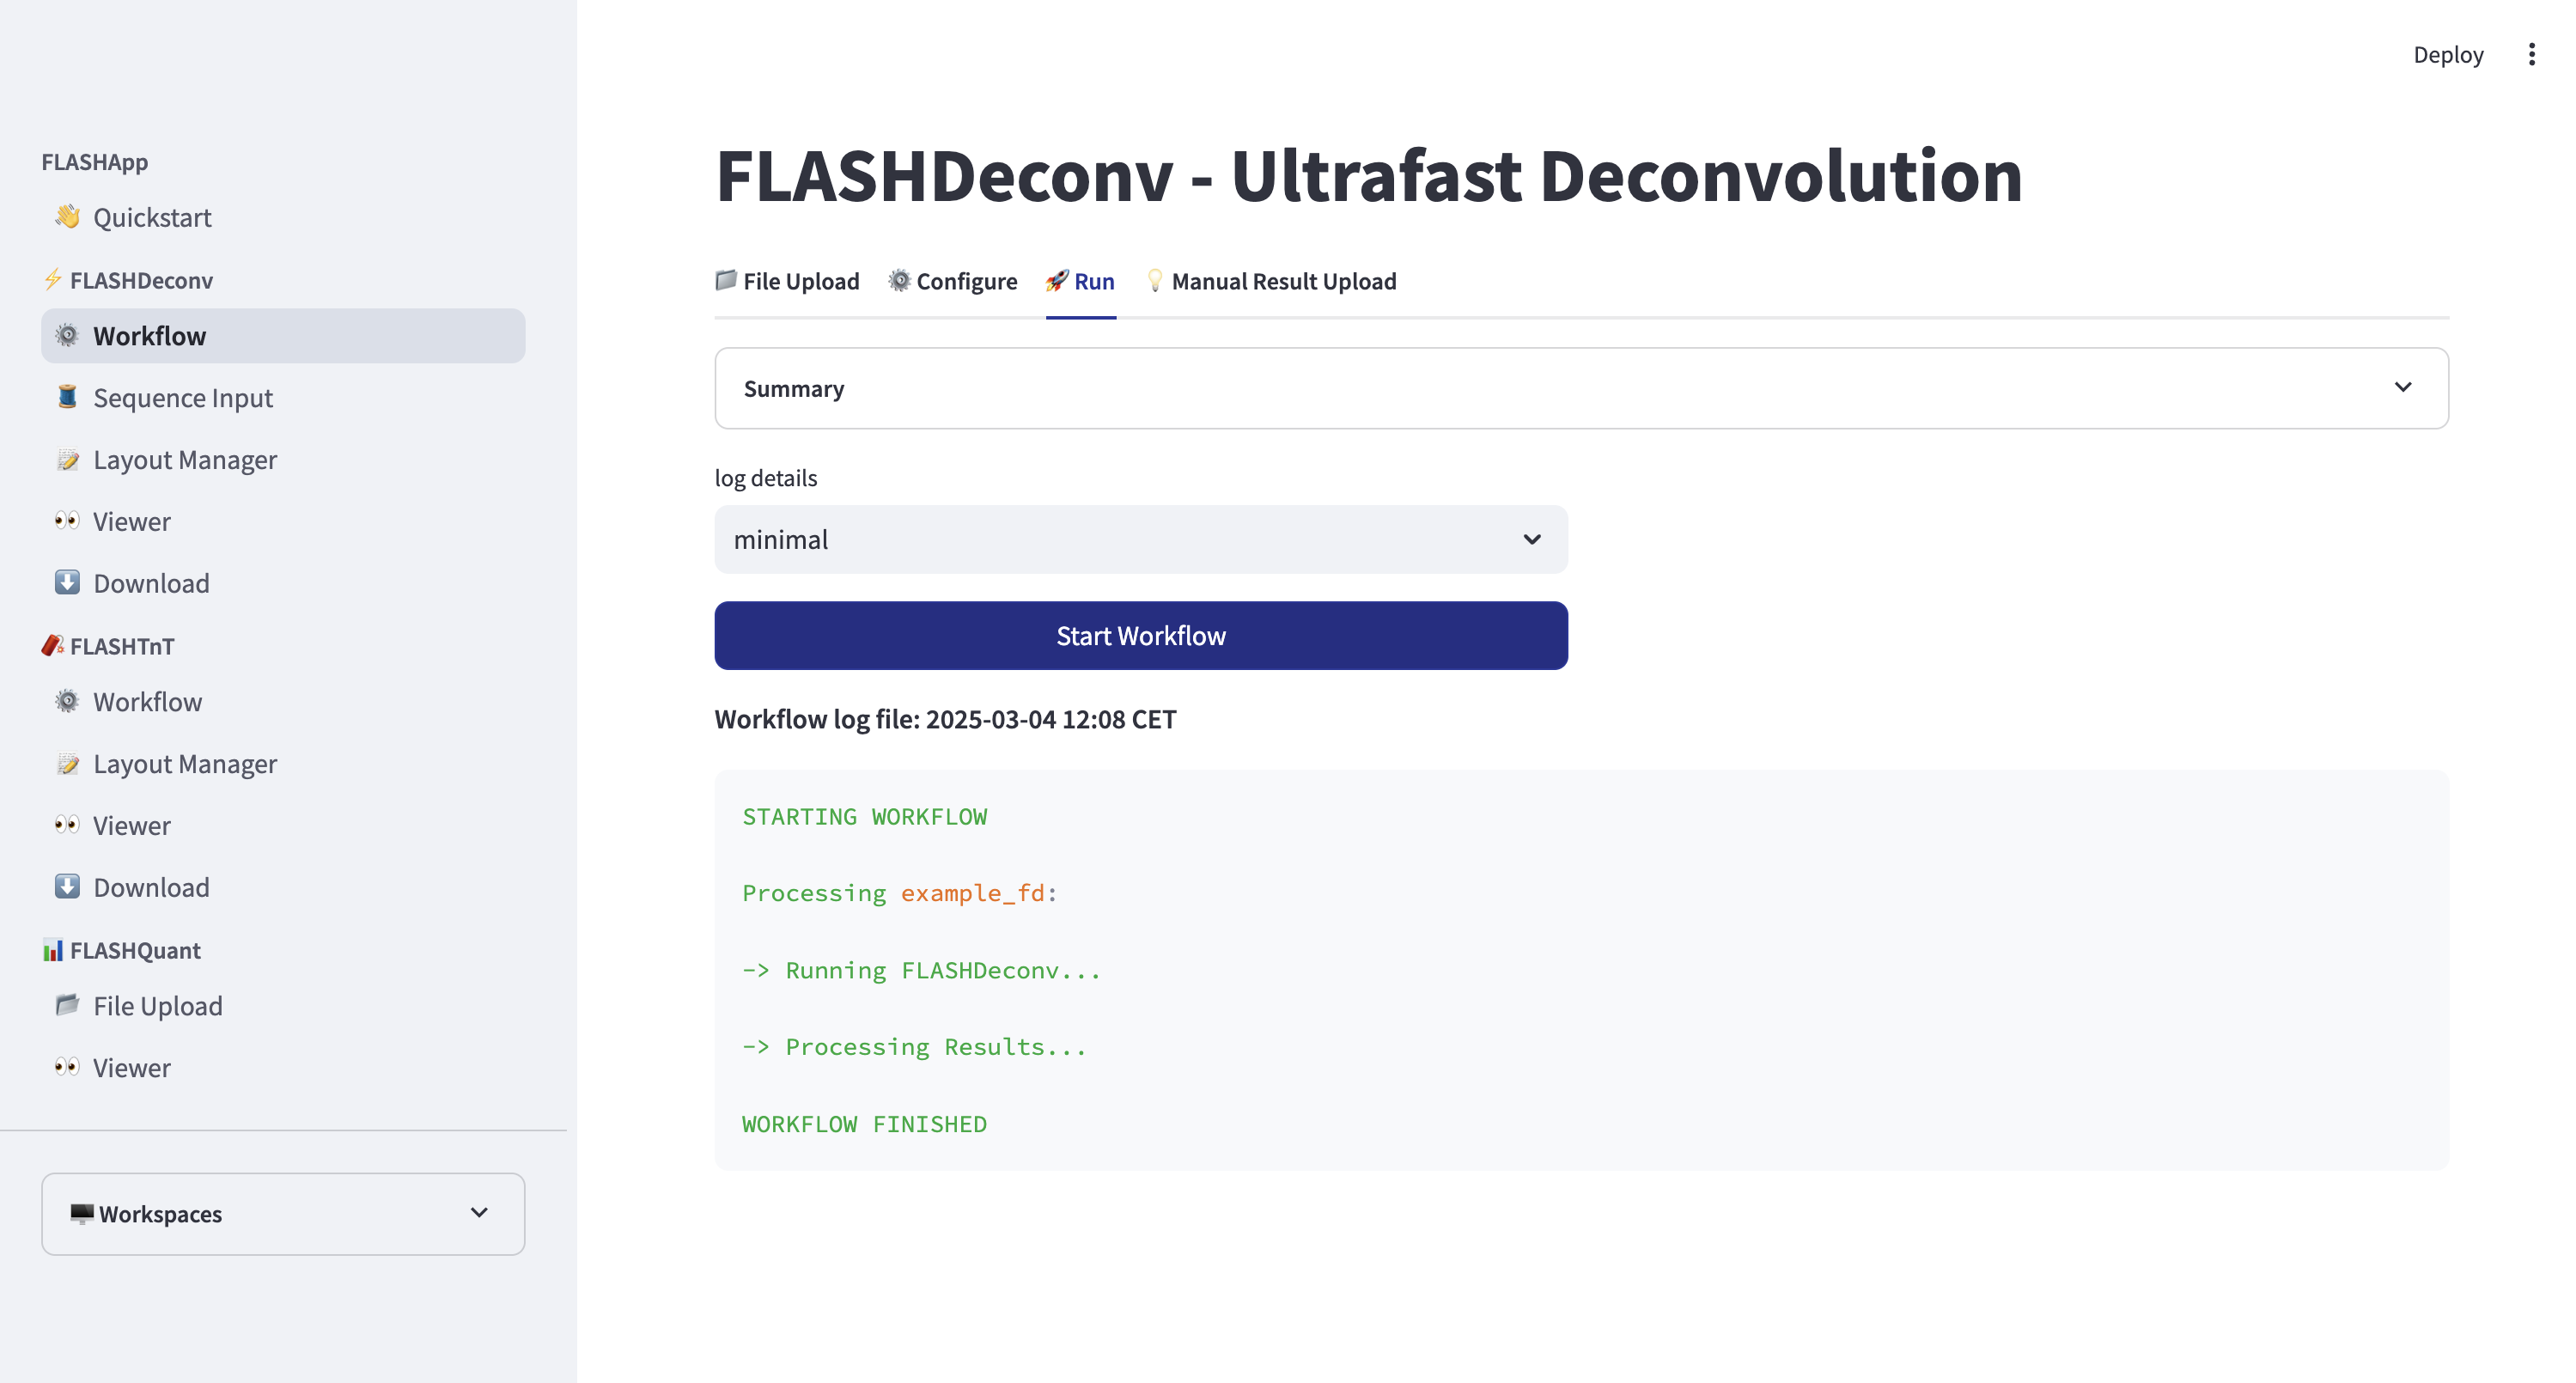 Deploy
FLASHApp
Quickstart
FLASHDeconv
Workflow
Sequence Input
Layout Manager
Viewer
Download
FLASHTnT
Workflow
Layout Manager
Viewer
Download
FLASHQuant
File Upload
Viewer
Workspaces
FLASHDeconv - Ultrafast Deconvolution
File Upload Configure Run Manual Result Upload
Summary
log details
minimal
Start Workflow
Workflow log file: 2025-03-04 12:08 CET
STARTING WORKFLOW
Processing example_fd:
-> Running FLASHDeconv...
-> Processing Results...
WORKFLOW FINISHED